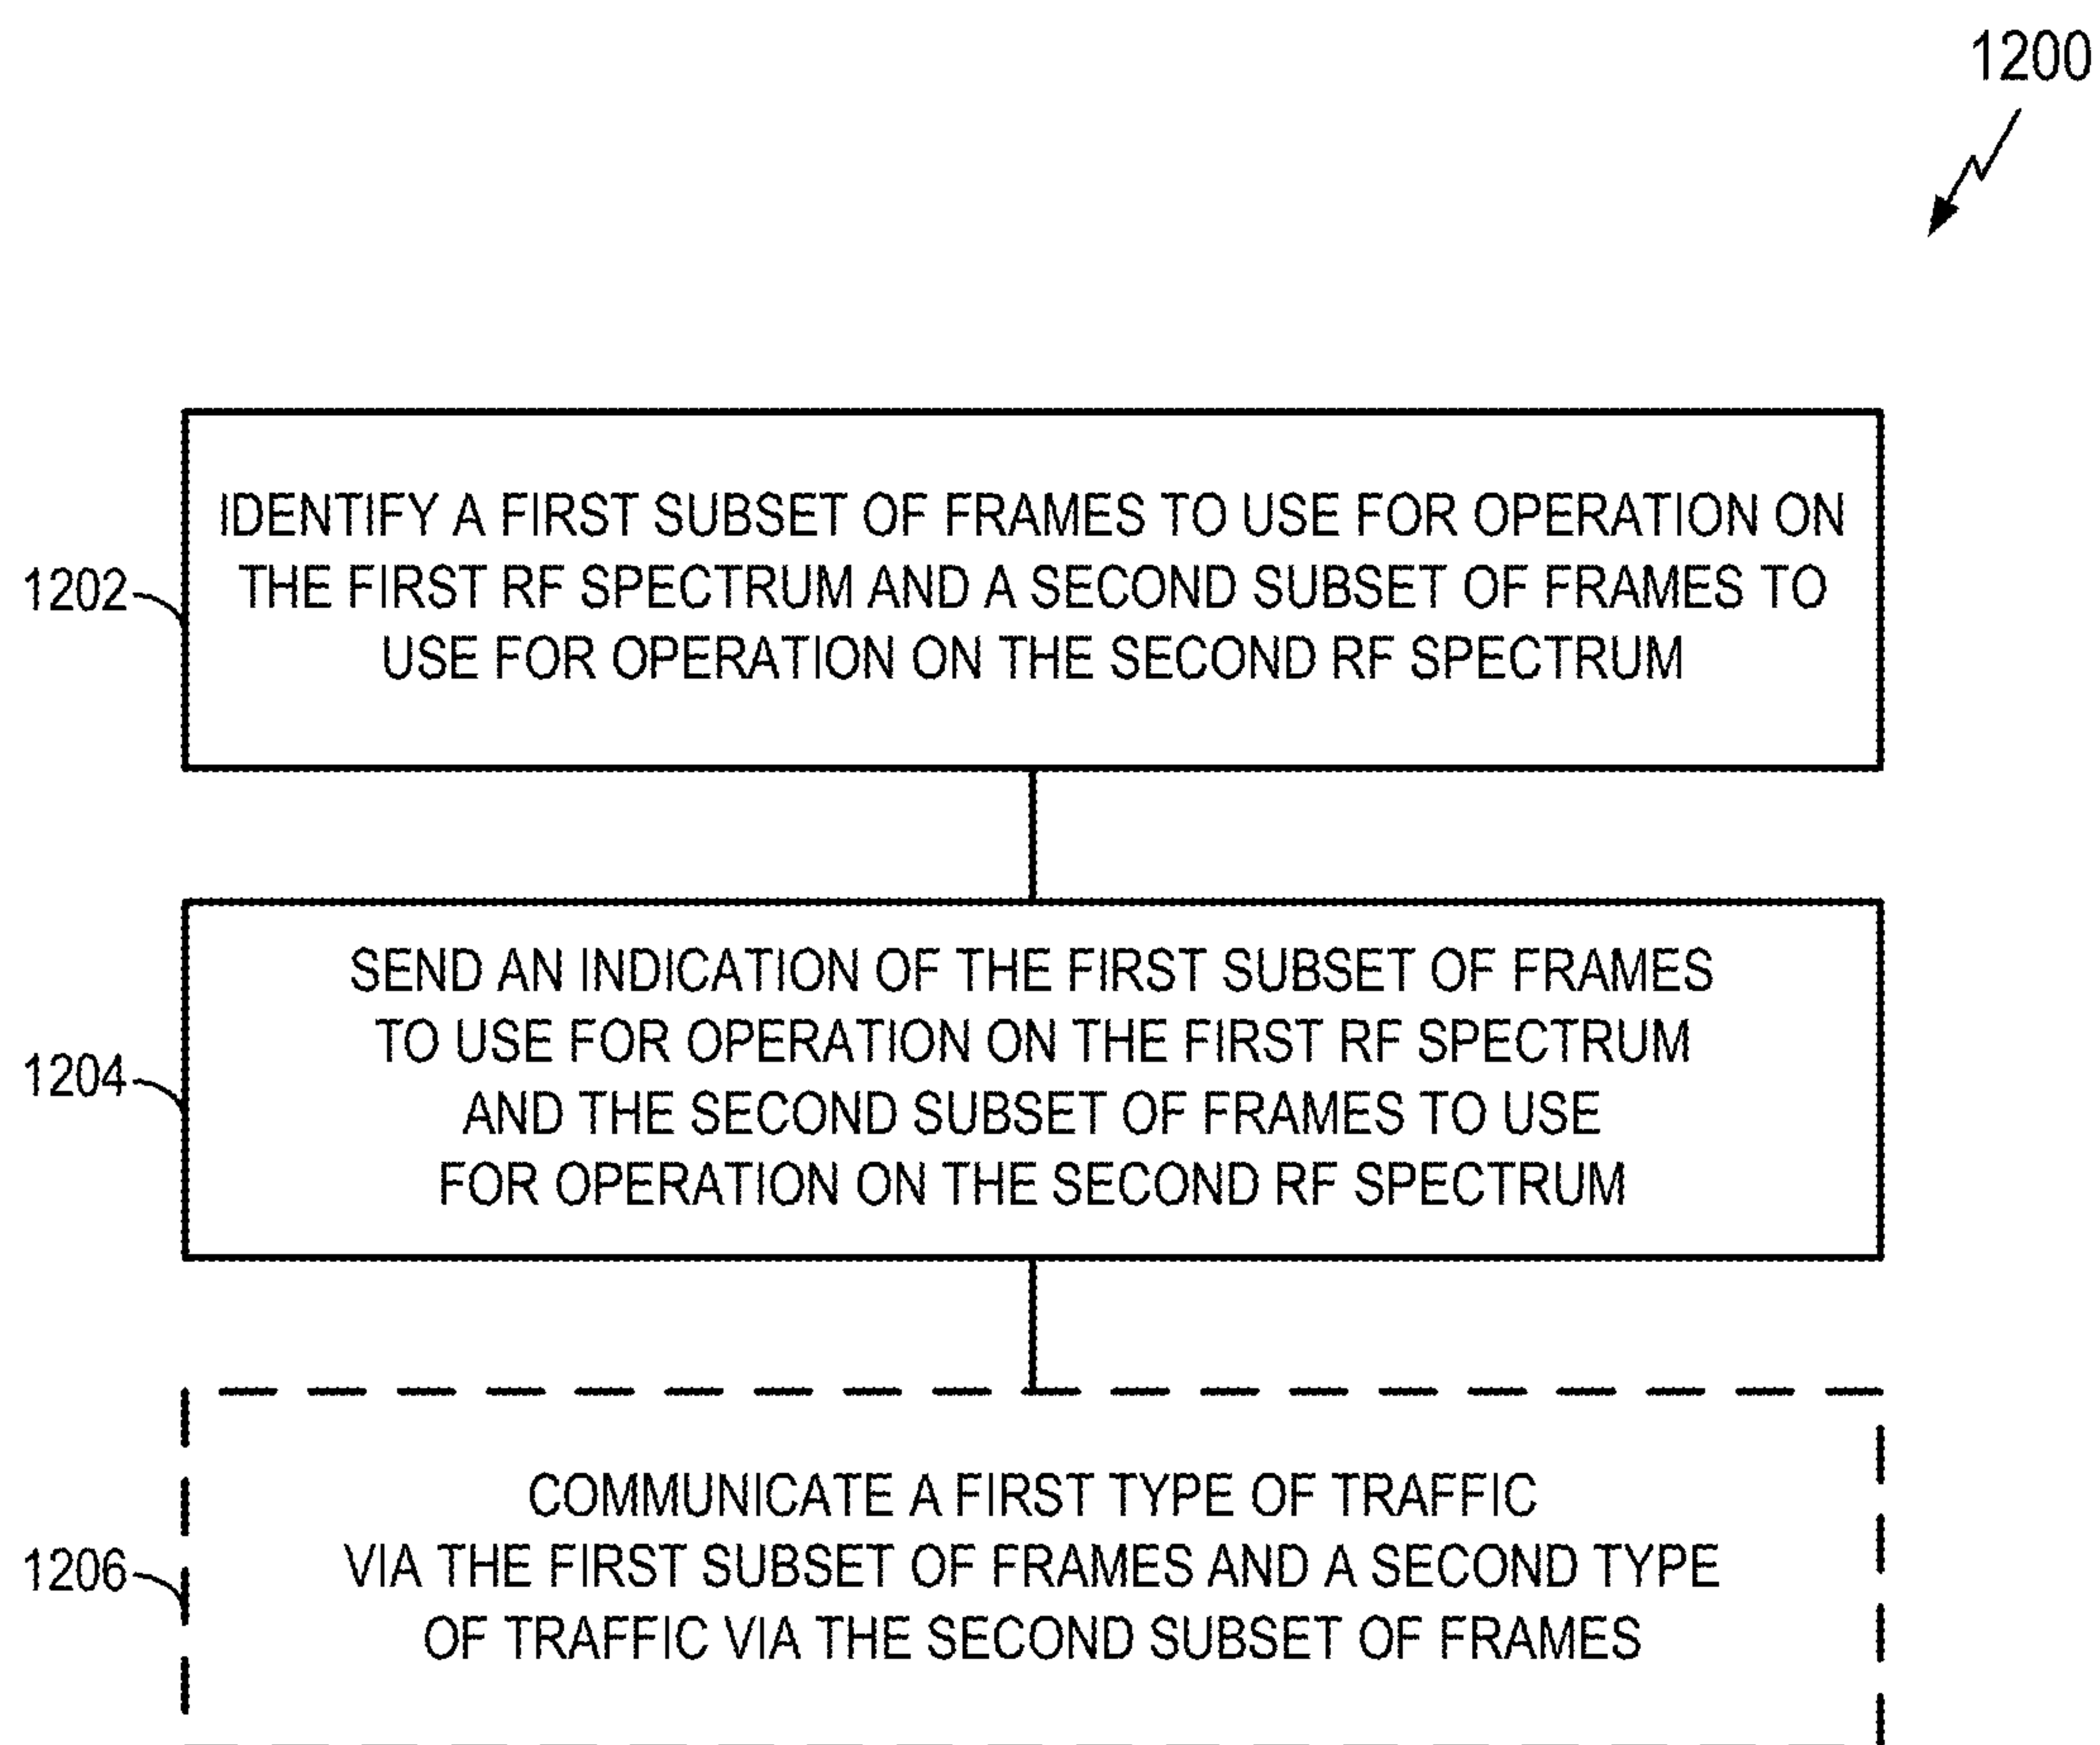 1200
1202
IDENTIFY A FIRST SUBSET OF FRAMES TO USE FOR OPERATION ON
THE FIRST RF SPECTRUM AND A SECOND SUBSET OF FRAMES TO
USE FOR OPERATION ON THE SECOND RF SPECTRUM
1204
SEND AN INDICATION OF THE FIRST SUBSET OF FRAMES
TO USE FOR OPERATION ON THE FIRST RF SPECTRUM
AND THE SECOND SUBSET OF FRAMES TO USE
FOR OPERATION ON THE SECOND RF SPECTRUM
1206
COMMUNICATE A FIRST TYPE OF TRAFFIC
VIA THE FIRST SUBSET OF FRAMES AND A SECOND TYPE
OF TRAFFIC VIA THE SECOND SUBSET OF FRAMES